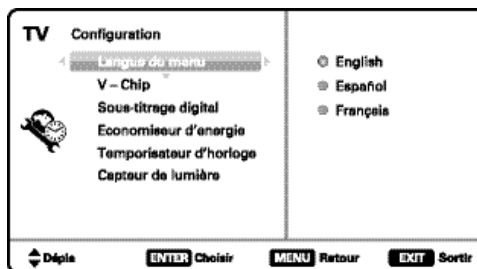 TV Configuration
Langue du menu
V – Chip
Sous-titrage digital
Economiseur d'energie
Temporisateur d'horloge
Capteur de lumière
English
Español
Français
Dépla
ENTER Choisir
MENU Retour
EXIT Sortir